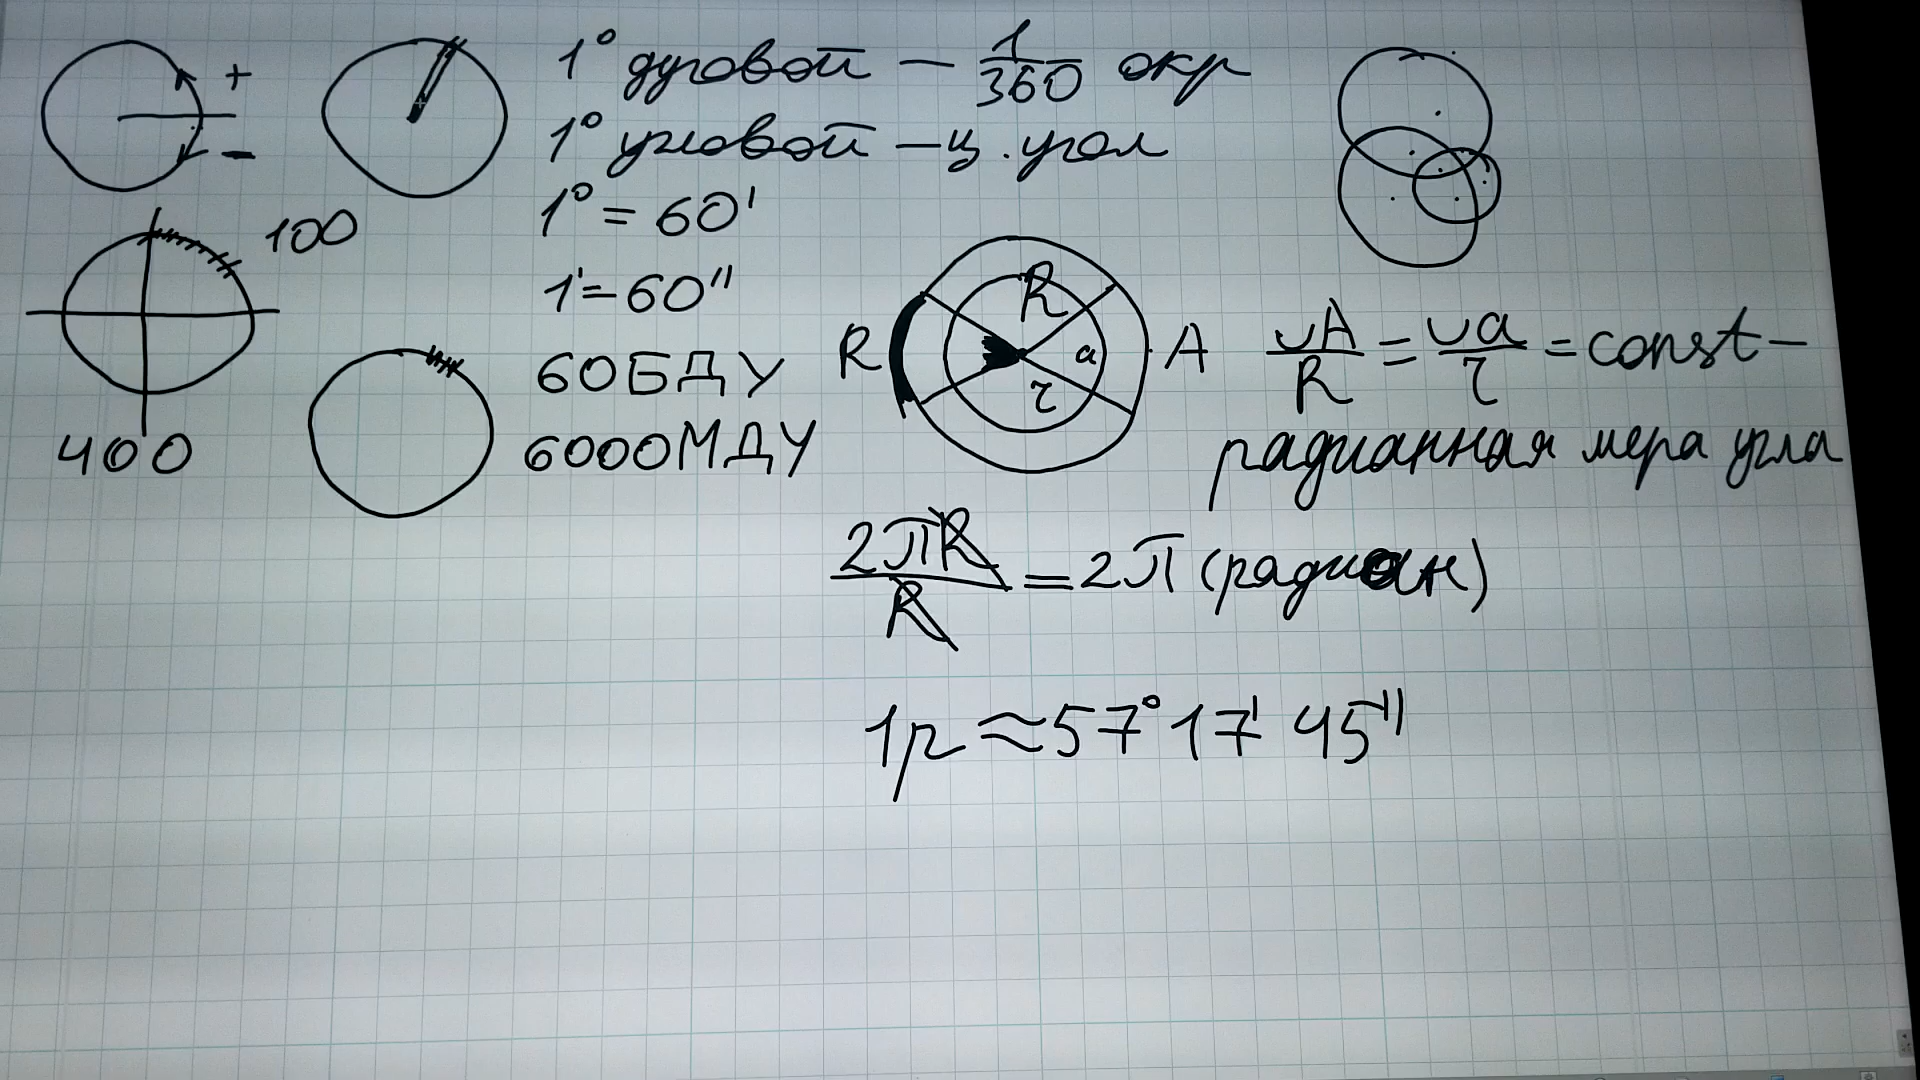 +
−
1° дуговой — 1/360 окр
1° угловой — ц. угол
1° = 60'
1' = 60"
100
400
60БДУ
6000МДУ
R
R
a
r
A
◡A/R = ◡a/r = const —
радианная мера угла
2πR/R = 2π (радиан)
1р ≈ 57° 17' 45"